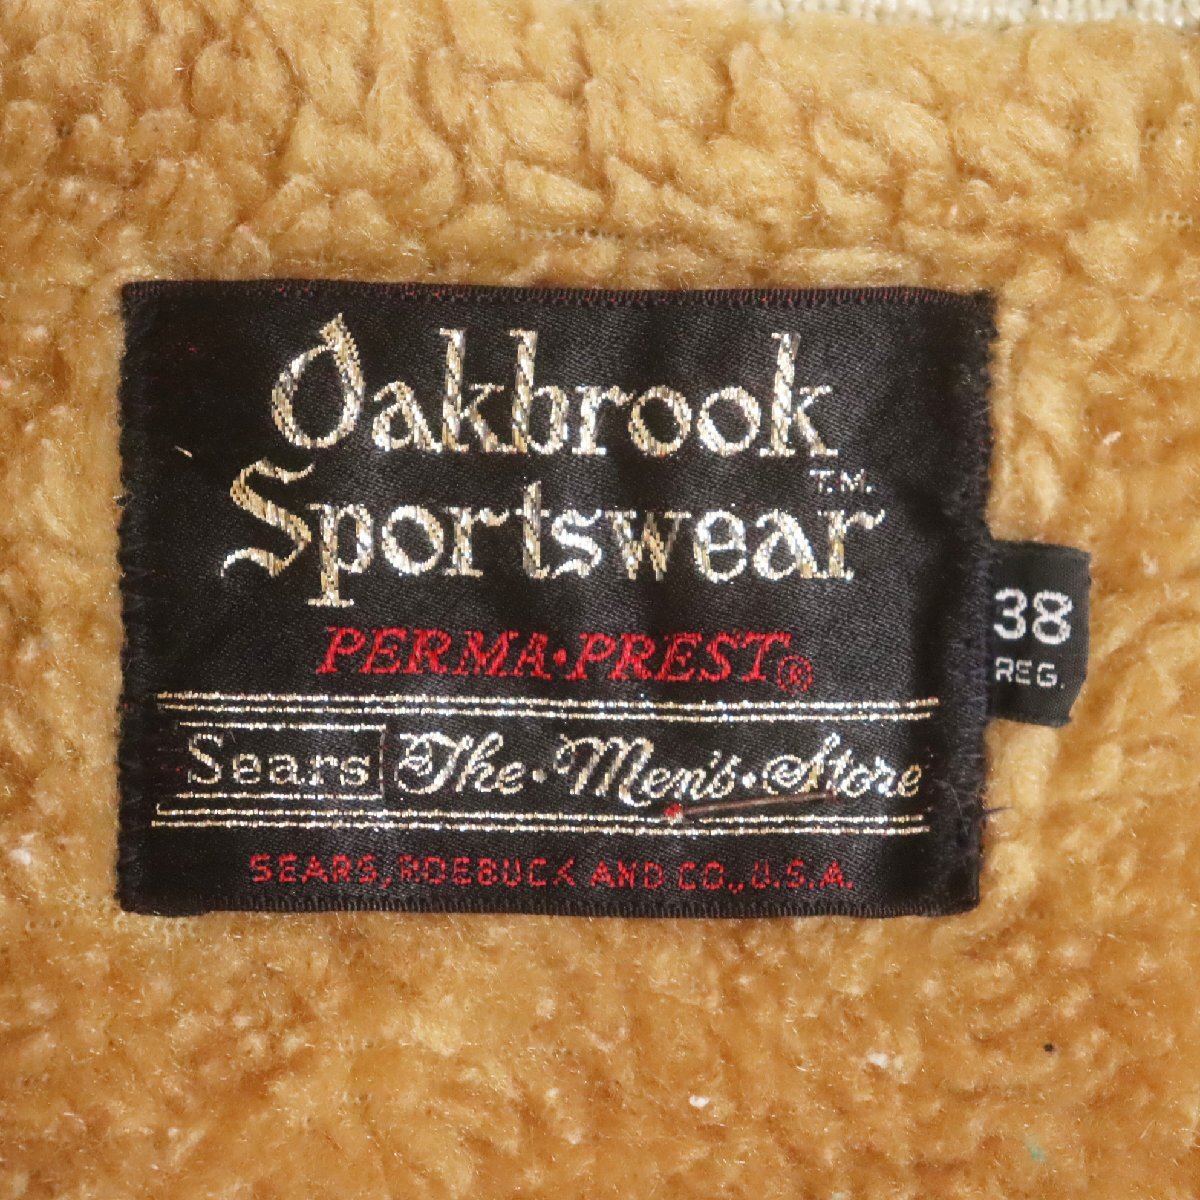 Oakbrook
Sportswear T.M.
PERMA•PREST®
Sears The•Men's•Store
SEARS, ROEBUCK AND CO., U.S.A.
38
REG.